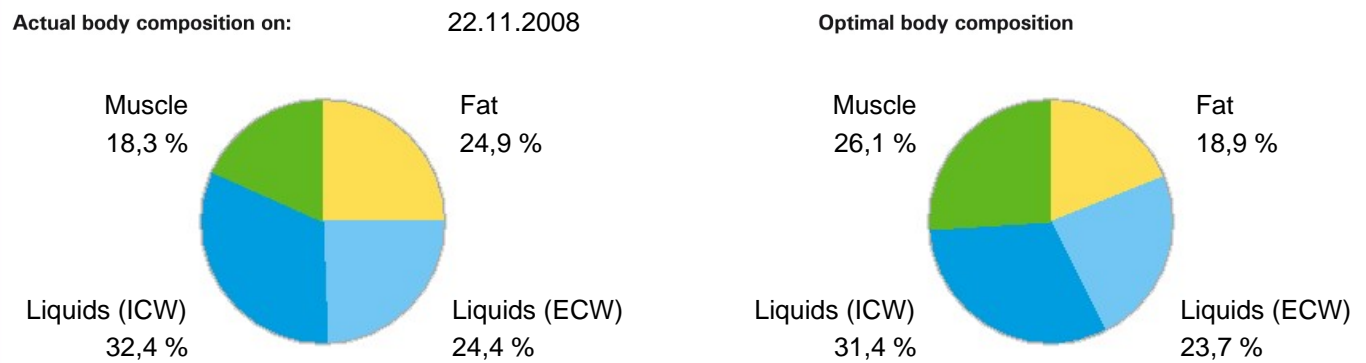 Actual body composition on: 22.11.2008
Muscle
18,3 %
Fat
24,9 %
Liquids (ICW)
32,4 %
Liquids (ECW)
24,4 %
Optimal body composition
Muscle
26,1 %
Fat
18,9 %
Liquids (ICW)
31,4 %
Liquids (ECW)
23,7 %